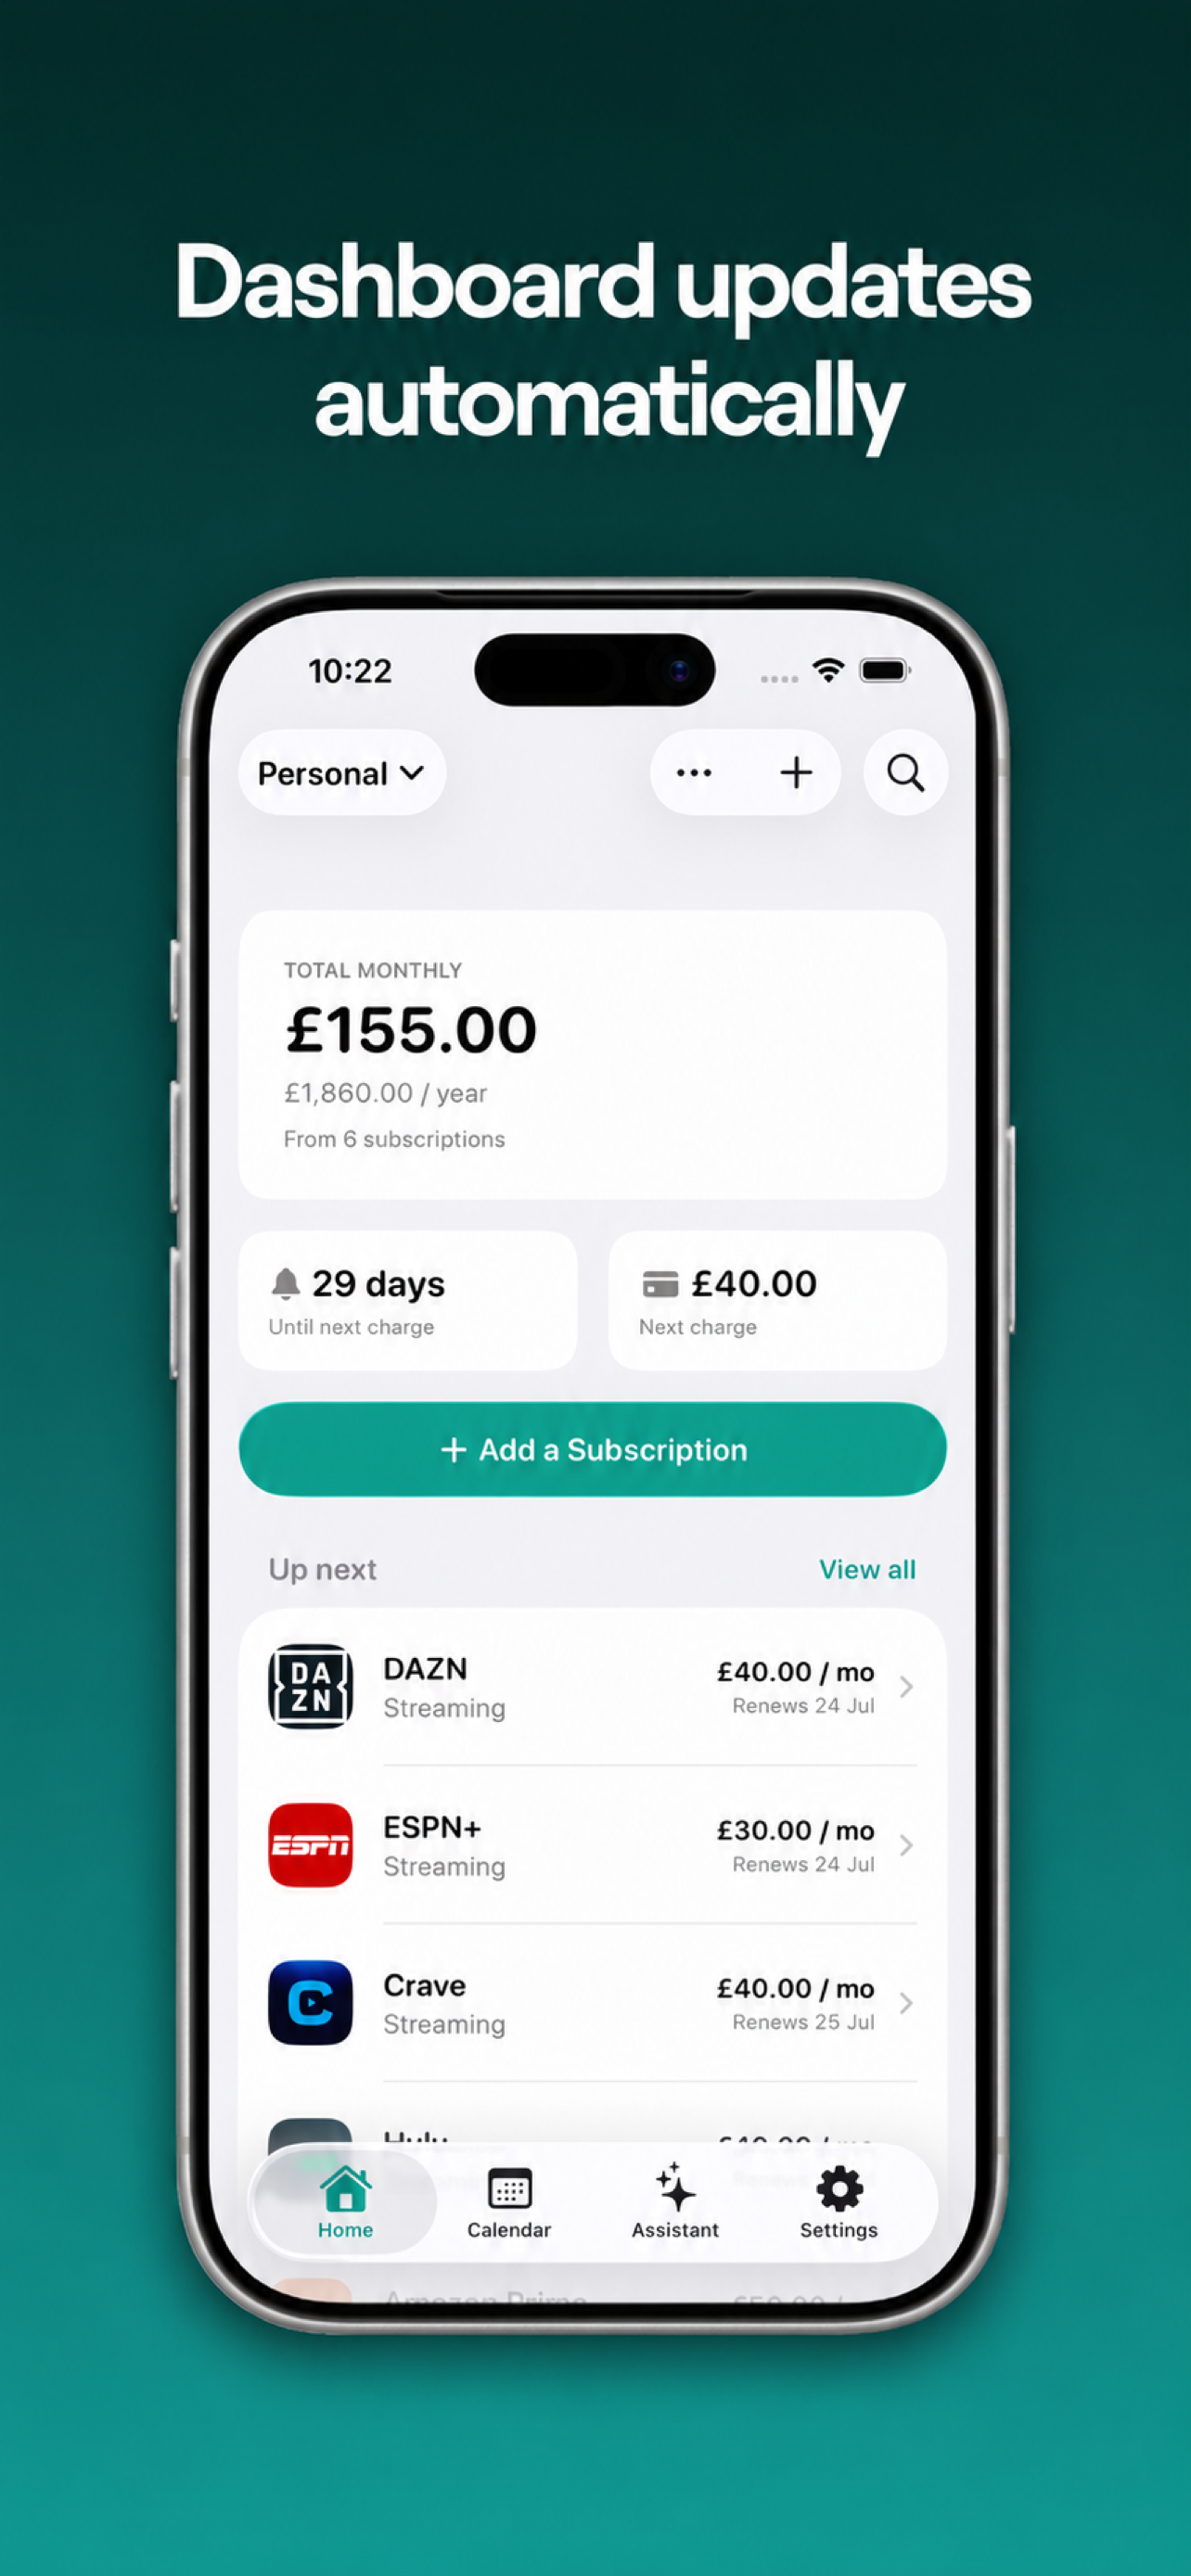 Dashboard updates
automatically
10:22
Personal
TOTAL MONTHLY
£155.00
£1,860.00 / year
From 6 subscriptions
29 days
Until next charge
£40.00
Next charge
+ Add a Subscription
Up next
View all
DA
ZN
DAZN
£40.00 / mo
Streaming
Renews 24 Jul
ESPN
ESPN+
£30.00 / mo
Streaming
Renews 24 Jul
C
Crave
£40.00 / mo
Streaming
Renews 25 Jul
Hulu
Home
Calendar
Assistant
Settings
Amazon Prime